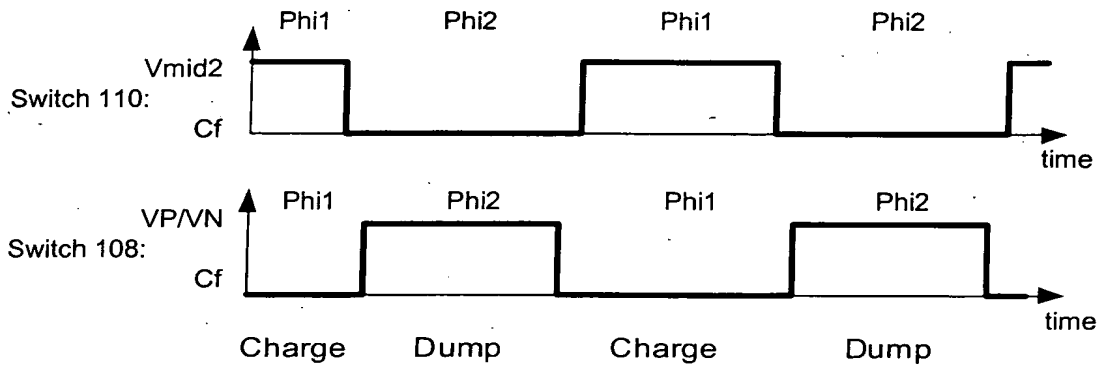 Phi1 Phi2 Phi1 Phi2
Vmid2
Switch 110:
Cf
time
Phi1 Phi2 Phi1 Phi2
VP/VN
Switch 108:
Cf
time
Charge Dump Charge Dump